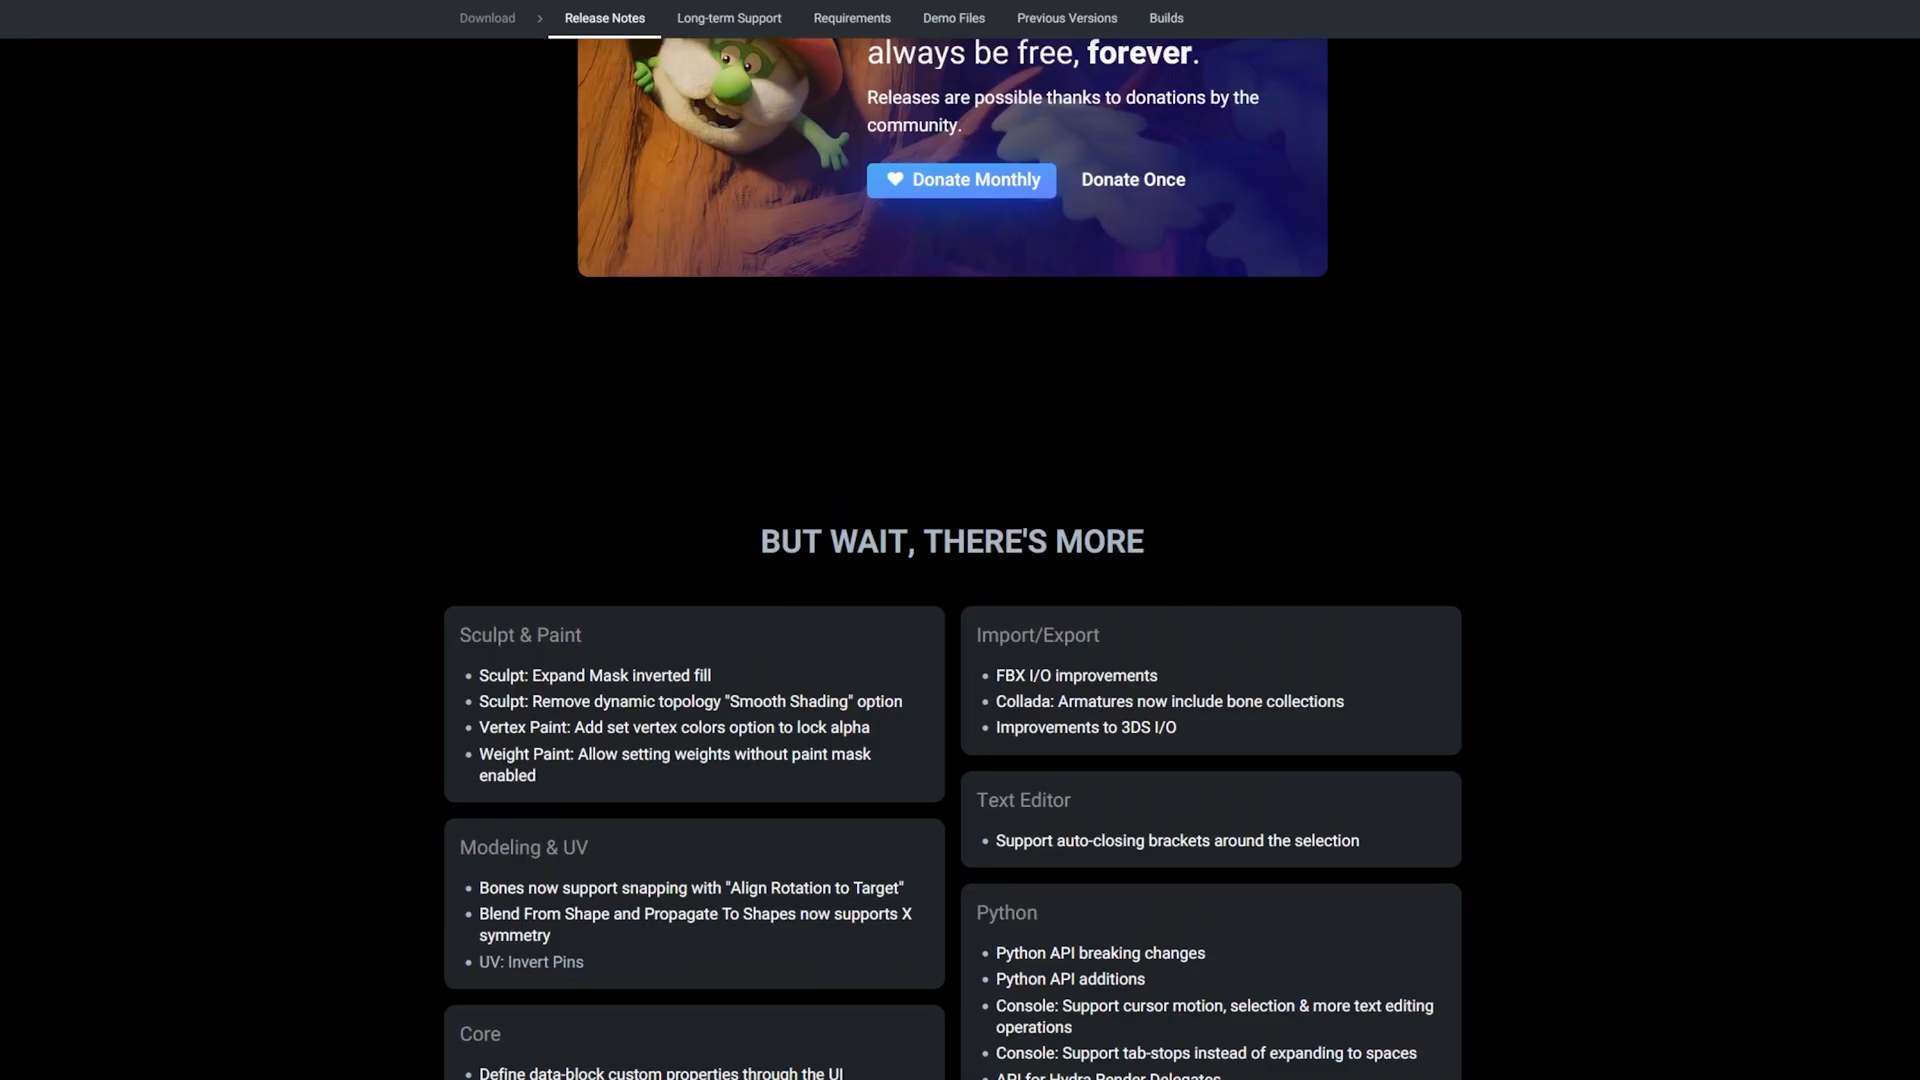 Download
Release Notes
Long-term Support
Requirements
Demo Files
Previous Versions
Builds
always be free, forever.
Releases are possible thanks to donations by the
community.
Donate Monthly
Donate Once
BUT WAIT, THERE'S MORE
Sculpt & Paint
Sculpt: Expand Mask inverted fill
Sculpt: Remove dynamic topology "Smooth Shading" option
Vertex Paint: Add set vertex colors option to lock alpha
Weight Paint: Allow setting weights without paint mask
enabled
Modeling & UV
Bones now support snapping with "Align Rotation to Target"
Blend From Shape and Propagate To Shapes now supports X
symmetry
UV: Invert Pins
Core
Define data-block custom properties through the UI
Import/Export
FBX I/O improvements
Collada: Armatures now include bone collections
Improvements to 3DS I/O
Text Editor
Support auto-closing brackets around the selection
Python
Python API breaking changes
Python API additions
Console: Support cursor motion, selection & more text editing
operations
Console: Support tab-stops instead of expanding to spaces
API for Hydra Render Delegates